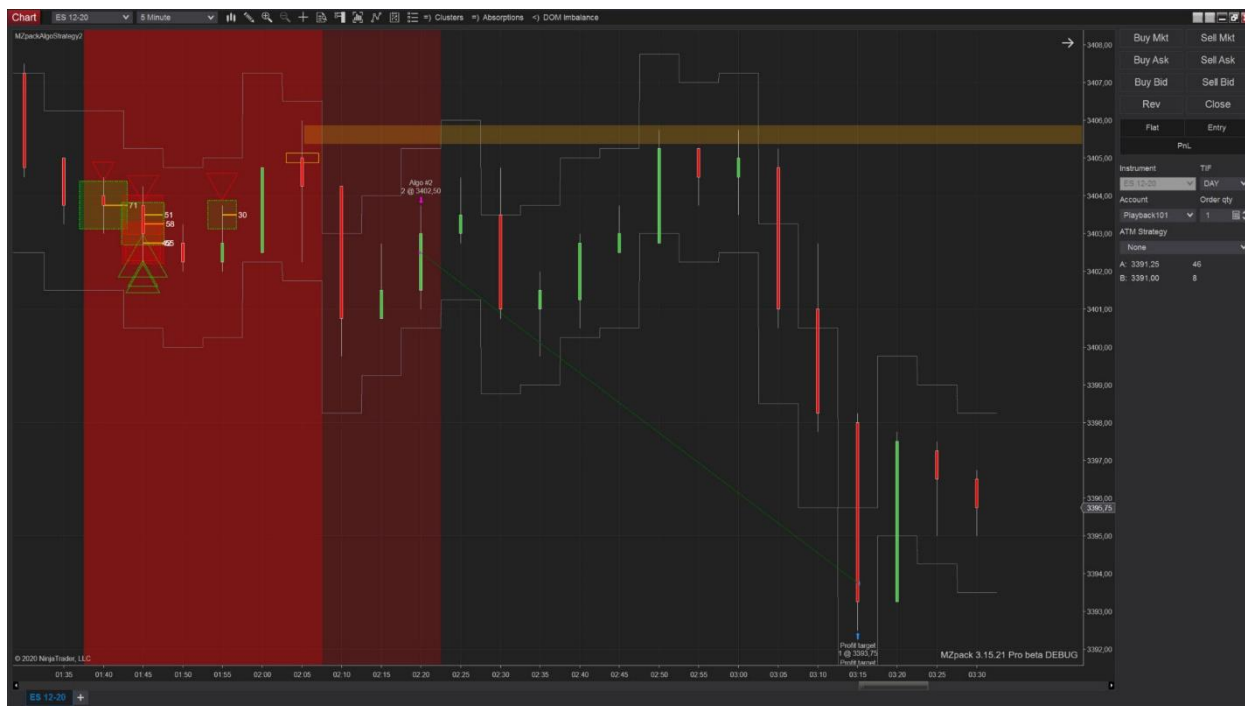 Chart ES 12-20 5 Minute =) Clusters =) Absorptions <) DOM Imbalance
MZpackAlgoStrategy2
71
51
58
30
Algo #2
2 @ 3402,50
Profit target
1 @ 3393,75
Profit target
© 2020 NinjaTrader, LLC
MZpack 3.15.21 Pro beta DEBUG
3408,00
3407,00
3406,00
3405,00
3404,00
3403,00
3402,00
3401,00
3400,00
3399,00
3398,00
3397,00
3396,00
3395,75
3395,00
3394,00
3393,00
3392,00
01:35 01:40 01:45 01:50 01:55 02:00 02:05 02:10 02:15 02:20 02:25 02:30 02:35 02:40 02:45 02:50 02:55 03:00 03:05 03:10 03:15 03:20 03:25 03:30
ES 12-20 +
Buy Mkt Sell Mkt
Buy Ask Sell Ask
Buy Bid Sell Bid
Rev Close
Flat Entry
PnL
Instrument TIF
ES 12-20 DAY
Account Order qty
Playback101 1
ATM Strategy
None
A: 3391,25 46
B: 3391,00 8